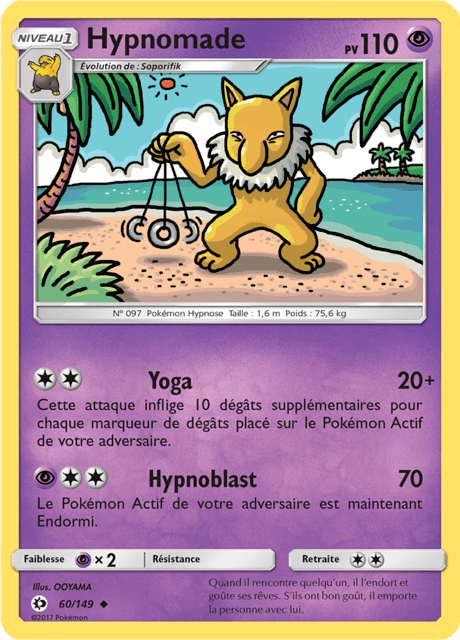 NIVEAU 1
Hypnomade
PV 110
Évolution de : Soporifik
N° 097 Pokémon Hypnose Taille : 1,6 m Poids : 75,6 kg
Yoga 20+
Cette attaque inflige 10 dégâts supplémentaires pour
chaque marqueur de dégâts placé sur le Pokémon Actif
de votre adversaire.
Hypnoblast 70
Le Pokémon Actif de votre adversaire est maintenant
Endormi.
Faiblesse ×2 Résistance Retraite
Illus. OOYAMA
60/149
©2017 Pokémon
Quand il rencontre quelqu'un, il l'endort et
goûte ses rêves. S'ils ont bon goût, il emporte
la personne avec lui.